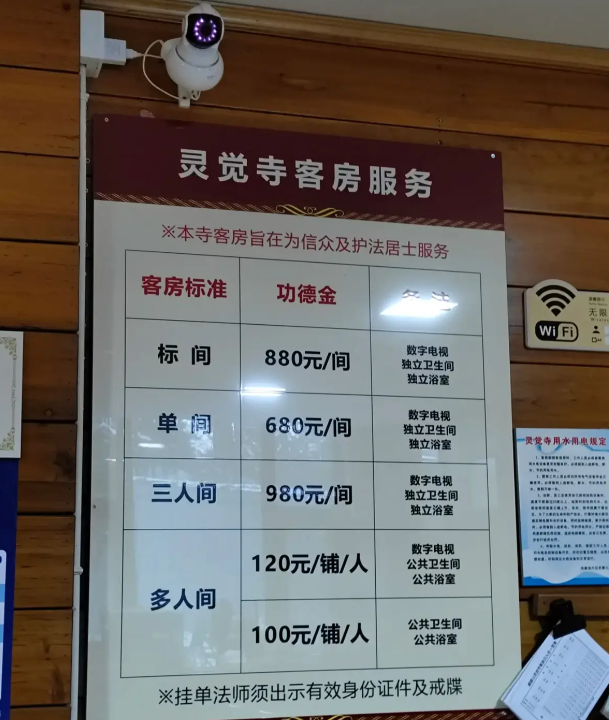 灵觉寺客房服务
※本寺客房旨在为信众及护法居士服务
客房标准 功德金 备注
标间 880元/间 数字电视
独立卫生间
独立浴室
单间 680元/间 数字电视
独立卫生间
独立浴室
三人间 980元/间 数字电视
独立卫生间
独立浴室
多人间 120元/铺/人 数字电视
公共卫生间
公共浴室
100元/铺/人 公共卫生间
公共浴室
※挂单法师须出示有效身份证件及戒牒
无限
WiFi
灵觉寺用水用电规定